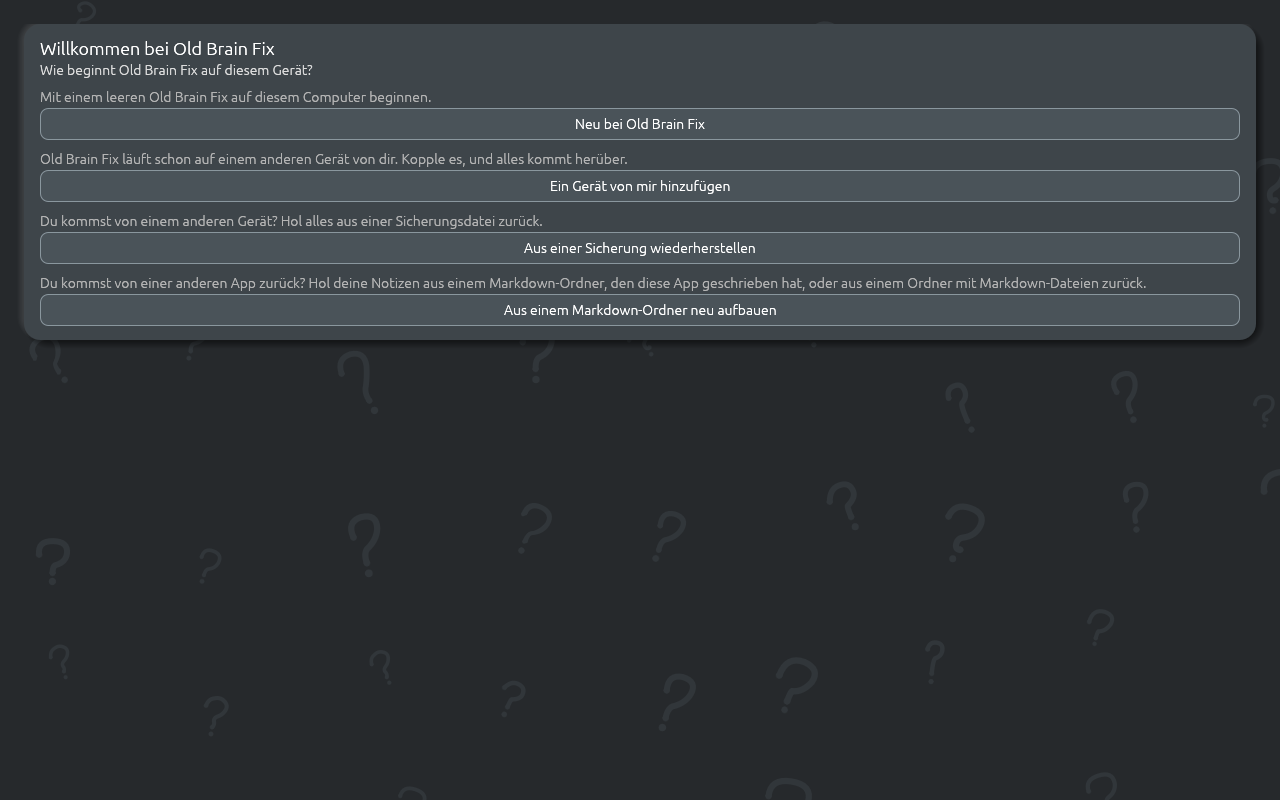 Willkommen bei Old Brain Fix
Wie beginnt Old Brain Fix auf diesem Gerät?
Mit einem leeren Old Brain Fix auf diesem Computer beginnen.
Neu bei Old Brain Fix
Old Brain Fix läuft schon auf einem anderen Gerät von dir. Kopple es, und alles kommt herüber.
Ein Gerät von mir hinzufügen
Du kommst von einem anderen Gerät? Hol alles aus einer Sicherungsdatei zurück.
Aus einer Sicherung wiederherstellen
Du kommst von einer anderen App zurück? Hol deine Notizen aus einem Markdown-Ordner, den diese App geschrieben hat, oder aus einem Ordner mit Markdown-Dateien zurück.
Aus einem Markdown-Ordner neu aufbauen